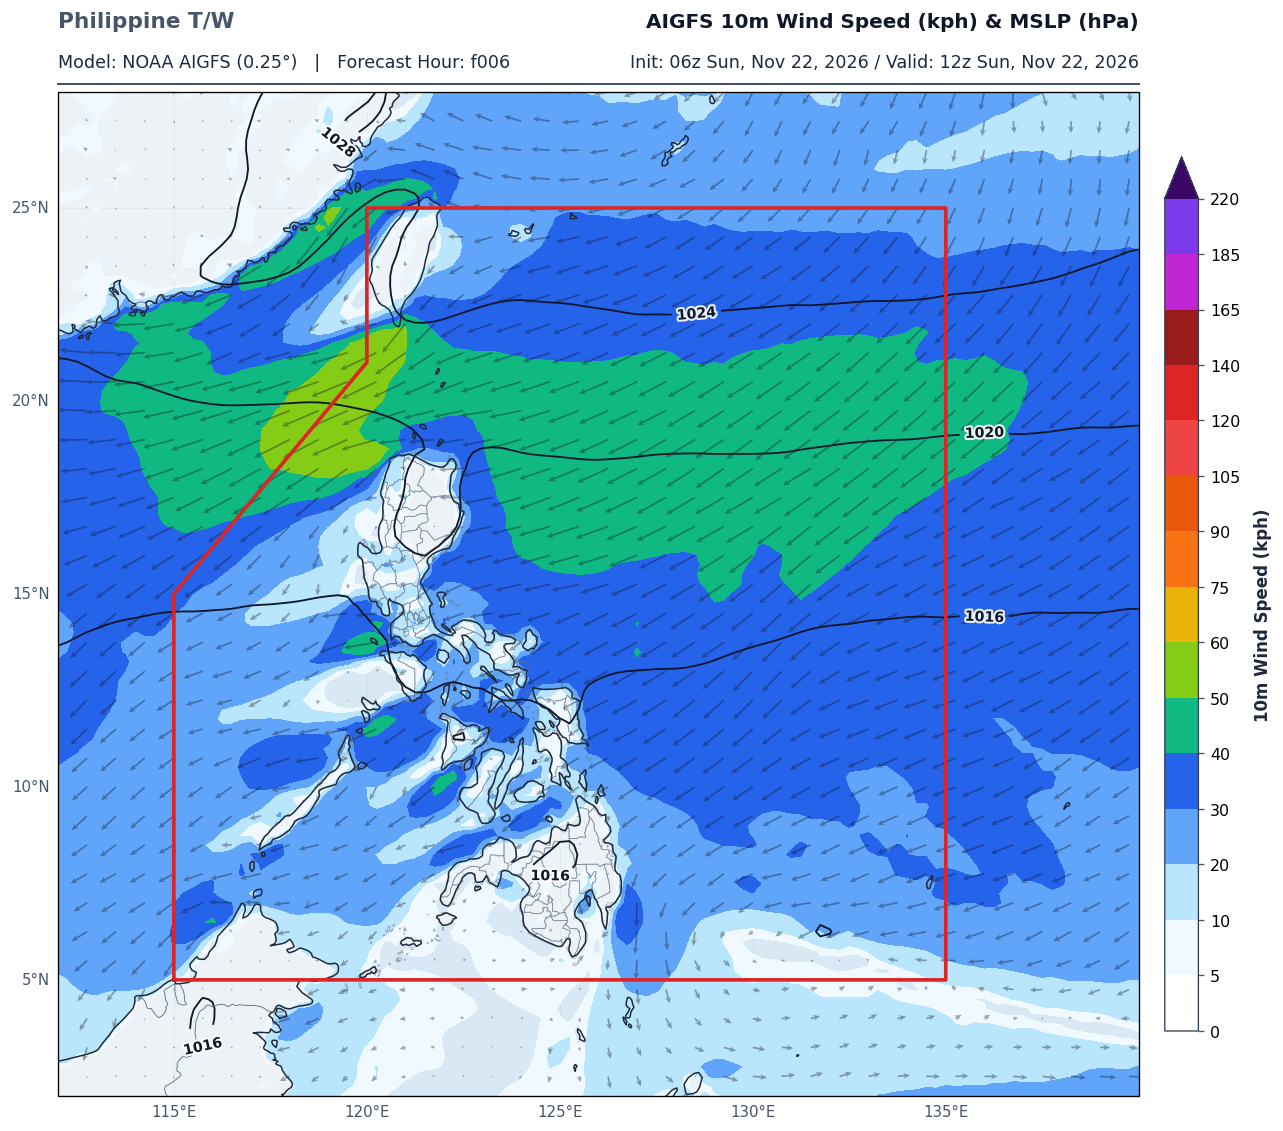 Philippine T/W
AIGFS 10m Wind Speed (kph) & MSLP (hPa)
Model: NOAA AIGFS (0.25°) | Forecast Hour: f006
Init: 06z Sun, Nov 22, 2026 / Valid: 12z Sun, Nov 22, 2026
1028
25°N
1024
20°N
1020
15°N
1016
10°N
1016
5°N
1016
115°E
120°E
125°E
130°E
135°E
220
185
165
140
120
105
90
75
60
50
40
30
20
10
5
0
10m Wind Speed (kph)